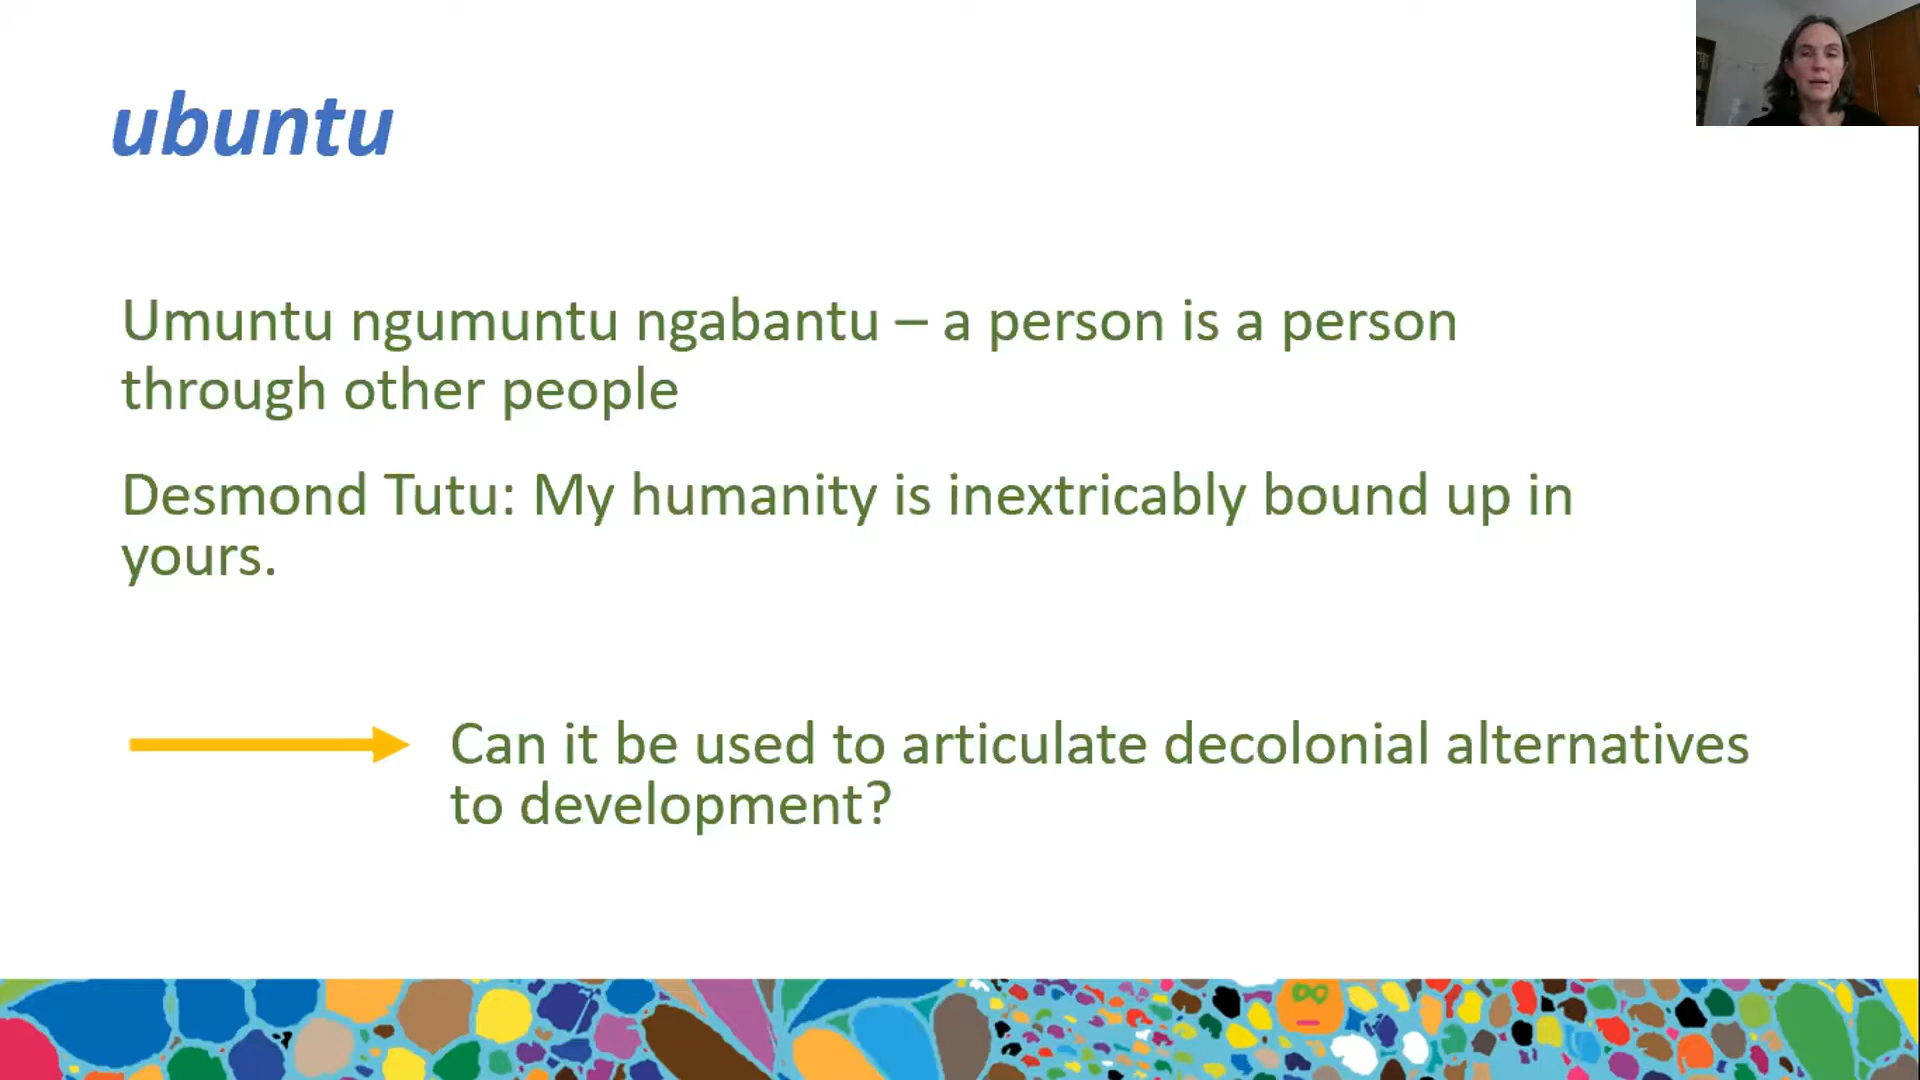 ubuntu
Umuntu ngumuntu ngabantu – a person is a person
through other people
Desmond Tutu: My humanity is inextricably bound up in
yours.
Can it be used to articulate decolonial alternatives
to development?